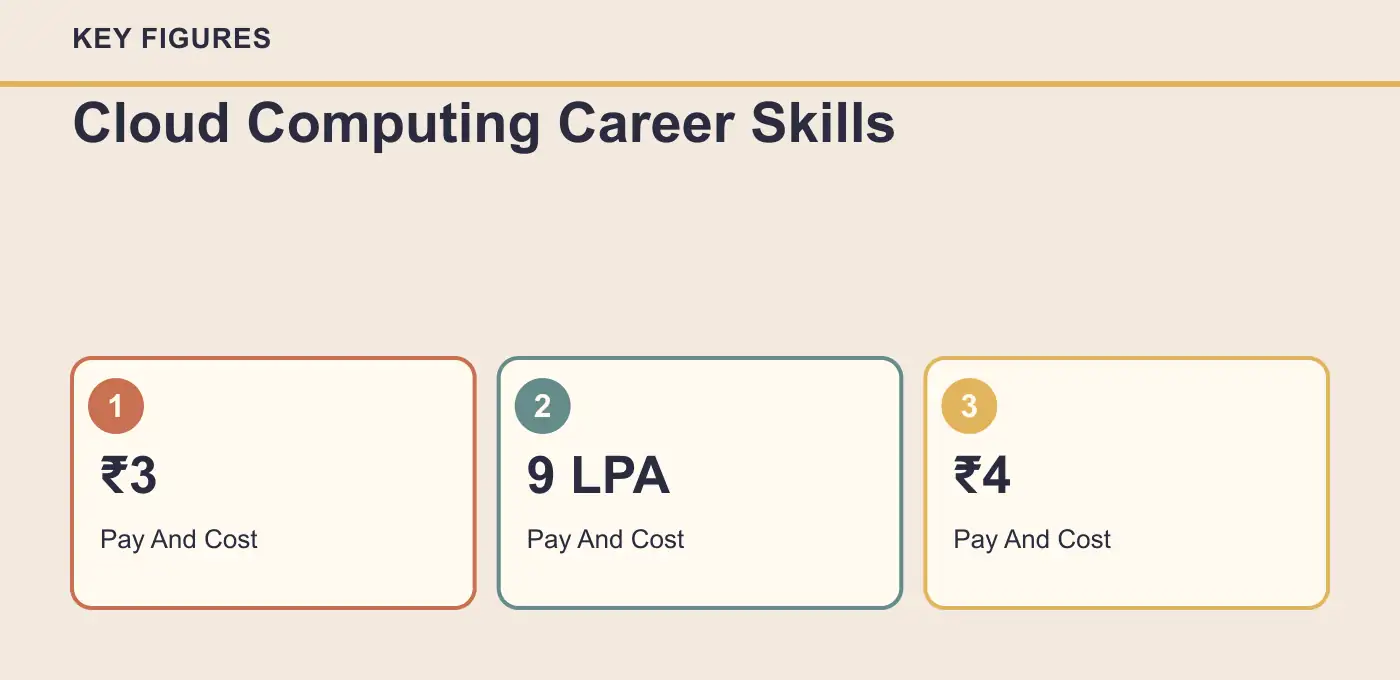 KEY FIGURES
Cloud Computing Career Skills
1
₹3
Pay And Cost
2
9 LPA
Pay And Cost
3
₹4
Pay And Cost